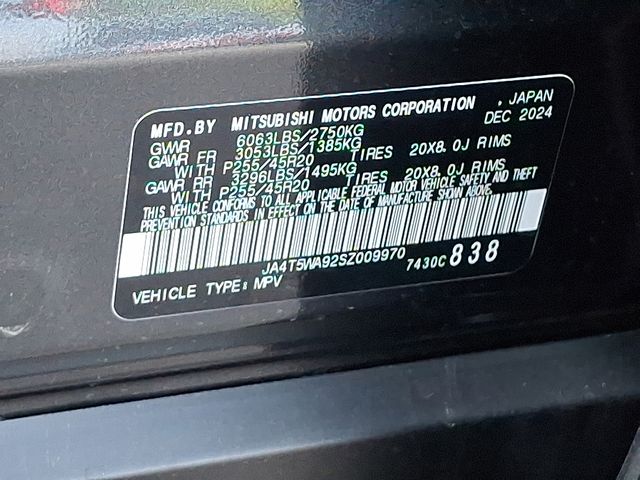 MFD.BY MITSUBISHI MOTORS CORPORATION , JAPAN
GVWR 6063LBS/2750KG DEC 2024
GAWR FR 3053LBS/1385KG
WITH P255/45R20 TIRES 20X8.0J RIMS
GAWR RR 3296LBS/1495KG
WITH P255/45R20 TIRES 20X8.0J RIMS
THIS VEHICLE CONFORMS TO ALL APPLICABLE FEDERAL MOTOR VEHICLE SAFETY AND THEFT
PREVENTION STANDARDS IN EFFECT ON THE DATE OF MANUFACTURE SHOWN ABOVE.
JA4T5WA92SZ009970 7430C 838
VEHICLE TYPE: MPV